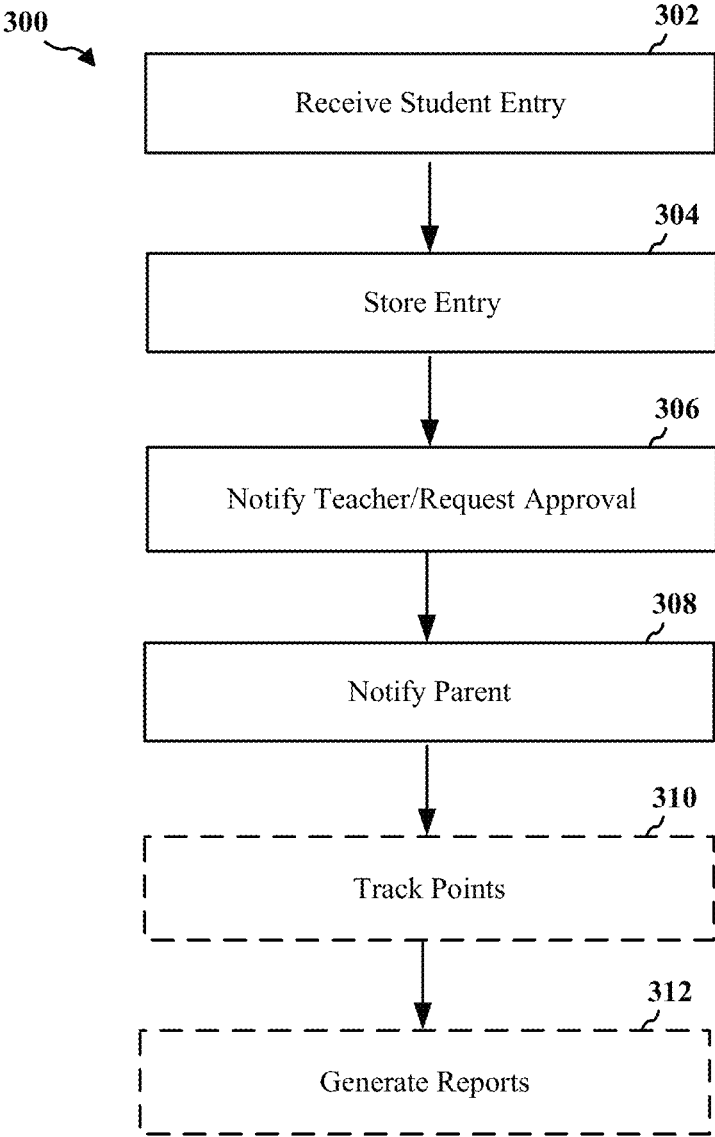 300
302
Receive Student Entry
304
Store Entry
306
Notify Teacher/Request Approval
308
Notify Parent
310
Track Points
312
Generate Reports